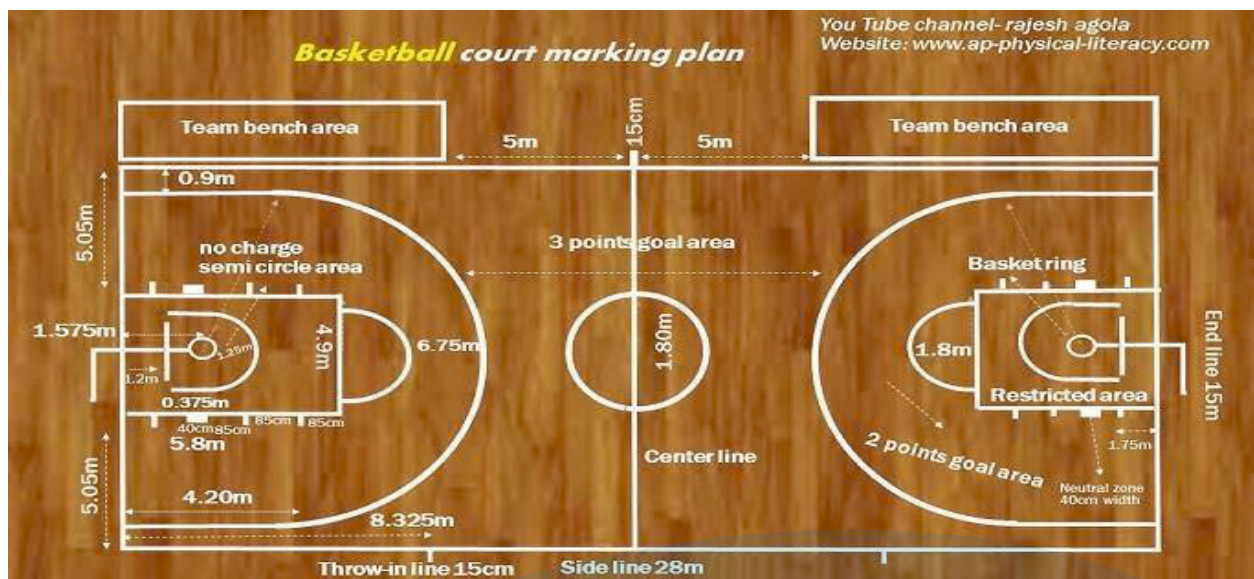 You Tube channel- rajesh agola
Website: www.ap-physical-literacy.com
Basketball court marking plan
Team bench area
5m
15cm
5m
Team bench area
0.9m
5.05m
no charge
semi circle area
3 points goal area
Basket ring
1.575m
4.9m
6.75m
1.80m
1.8m
1.25m
1.2m
End line 15m
0.375m
Restricted area
40cm
85cm
85cm
85cm
5.8m
1.75m
5.05m
Center line
2 points goal area
4.20m
Neutral zone
40cm width
8.325m
Throw-in line 15cm
Side line 28m